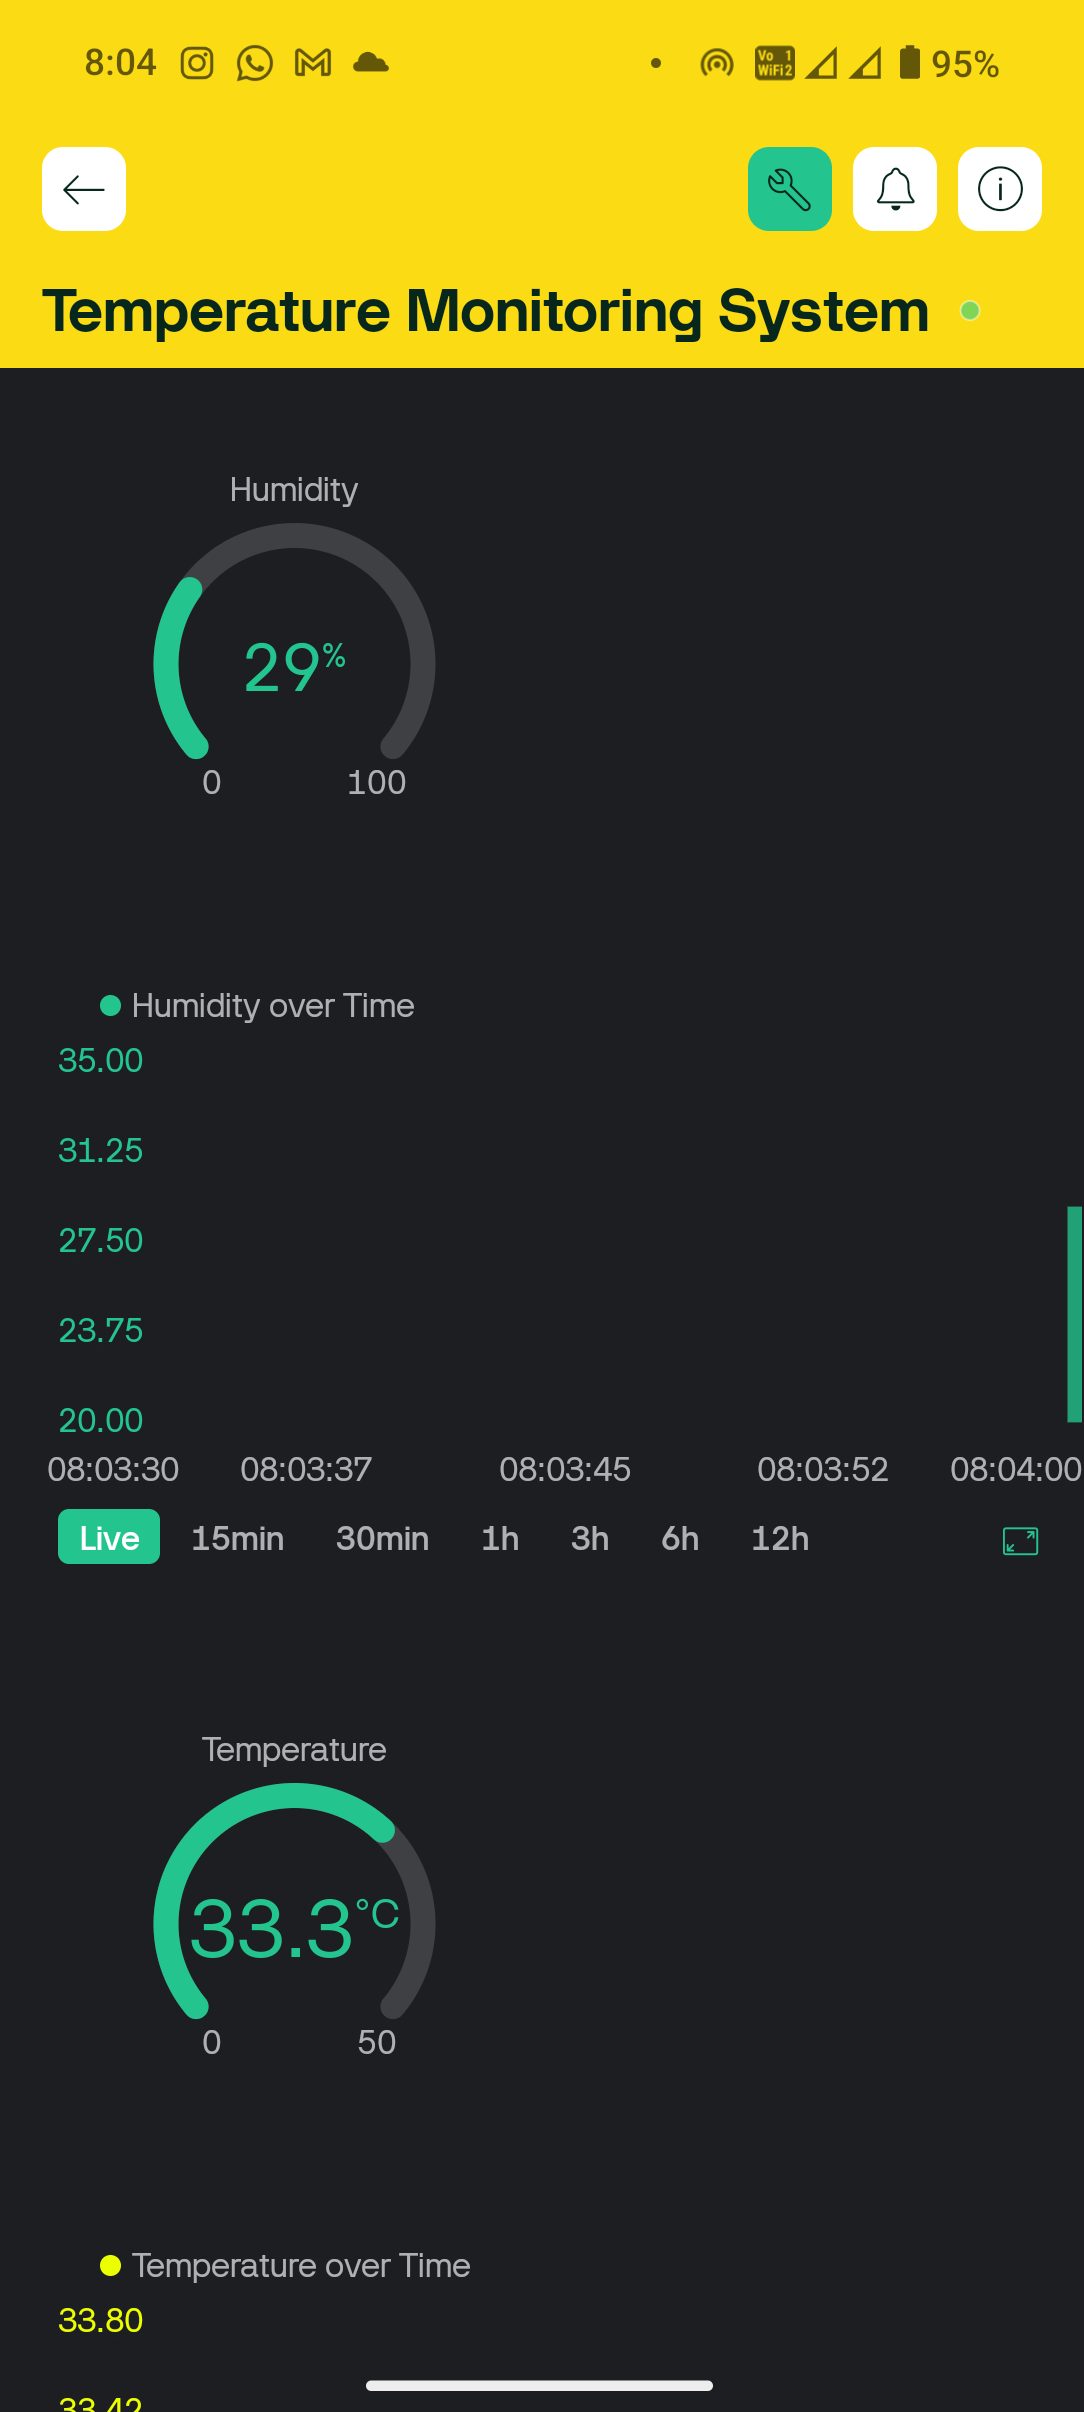 8:04 Vo 1 WiFi 2 95%
Temperature Monitoring System
Humidity
29%
0 100
Humidity over Time
35.00
31.25
27.50
23.75
20.00
08:03:30 08:03:37 08:03:45 08:03:52 08:04:00
Live 15min 30min 1h 3h 6h 12h
Temperature
33.3°C
0 50
Temperature over Time
33.80
33.42